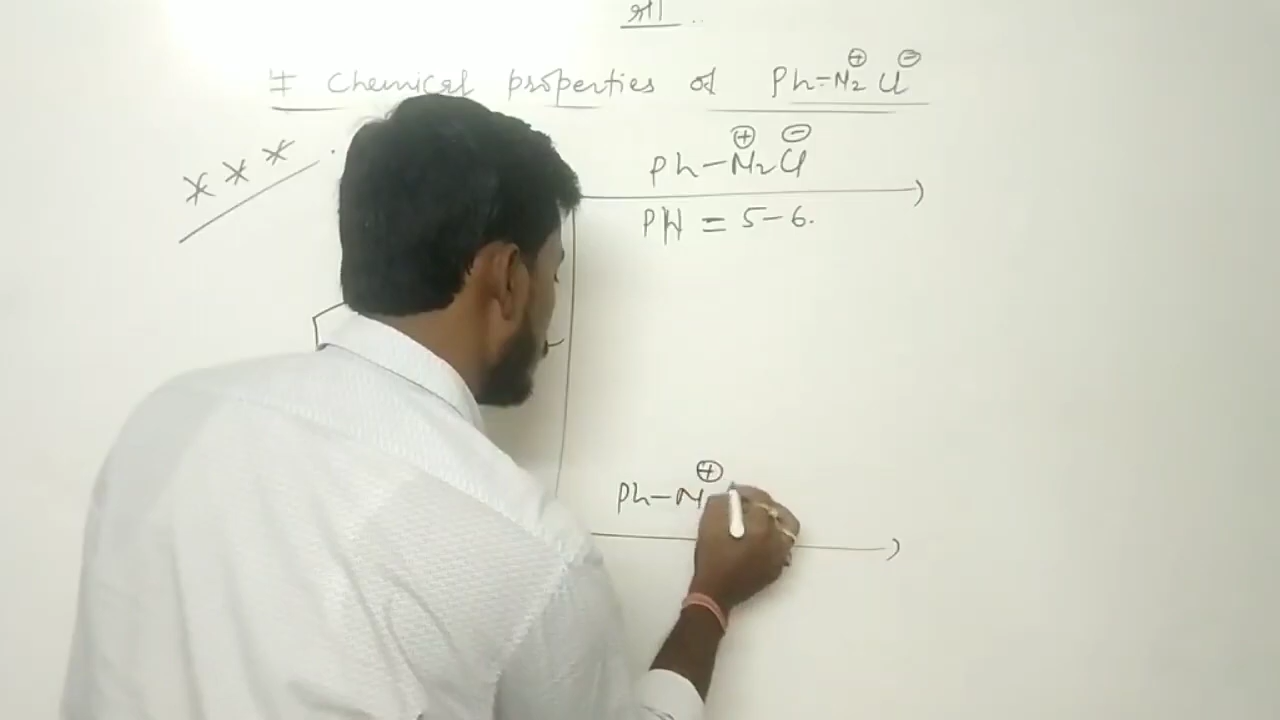 श्री ..
# Chemical properties of Ph-N₂⊕ Cl⊖
***
Ph-N₂⊕Cl⊖
PH = 5-6.
Ph-N⊕